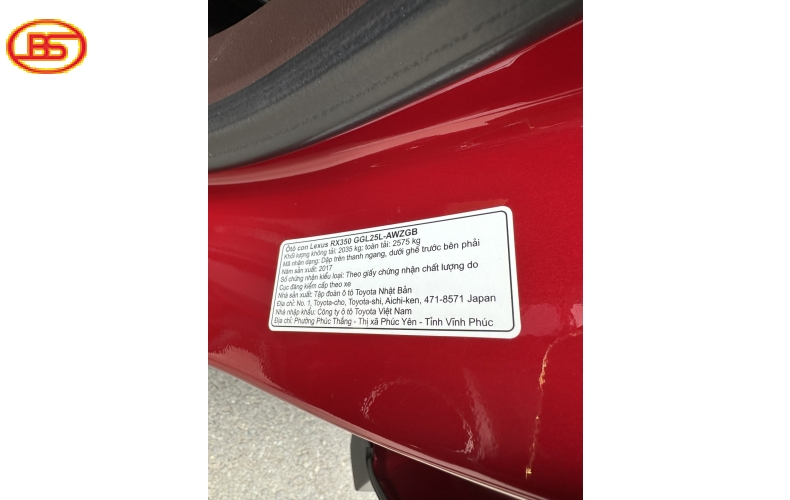 BS
Ôtô con Lexus RX350 GGL25L-AWZGB
Khối lượng không tải: 2035 kg; toàn tải: 2575 kg
Mã nhận dạng: Dập trên thanh ngang, dưới ghế trước bên phải
Năm sản xuất: 2017
Số chứng nhận kiểu loại: Theo giấy chứng nhận chất lượng do
Cục đăng kiểm cấp theo xe
Nhà sản xuất: Tập đoàn ô tô Toyota Nhật Bản
Địa chỉ: No. 1, Toyota-cho, Toyota-shi, Aichi-ken, 471-8571 Japan
Nhà nhập khẩu: Công ty ô tô Toyota Việt Nam
Địa chỉ: Phường Phúc Thắng - Thị xã Phúc Yên - Tỉnh Vĩnh Phúc